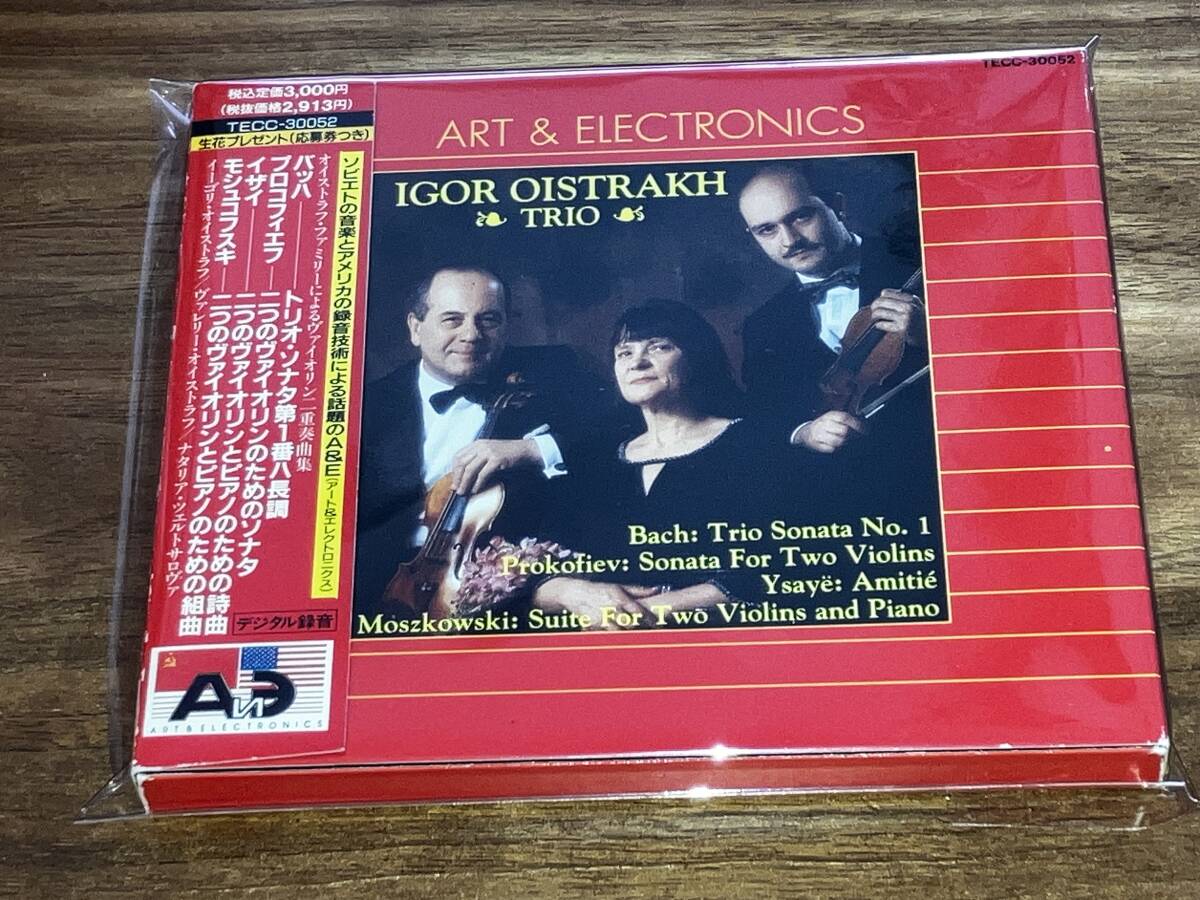 TECC-30052
ART & ELECTRONICS
IGOR OISTRAKH
TRIO
Bach: Trio Sonata No. 1
Prokofiev: Sonata For Two Violins
Ysayë: Amitié
Moszkowski: Suite For Two Violins and Piano
税込定価3,000円
(税抜価格2,913円)
TECC-30052
生花プレゼント(応募券つき)
ソビエトの音楽とアメリカの録音技術による話題のA&E(アート&エレクトロニクス)
オイストラフ・ファミリーによるヴァイオリン二重奏曲集
バッハ――トリオ・ソナタ第1番ハ長調
プロコフィエフ――二つのヴァイオリンのためのソナタ
イザイ――二つのヴァイオリンとピアノのための詩曲
モシュコフスキ――二つのヴァイオリンとピアノのための組曲
イーゴリ・オイストラフ/ヴァレリー・オイストラフ/ナタリア・ツェルトサロヴァ
デジタル録音
ART & ELECTRONICS